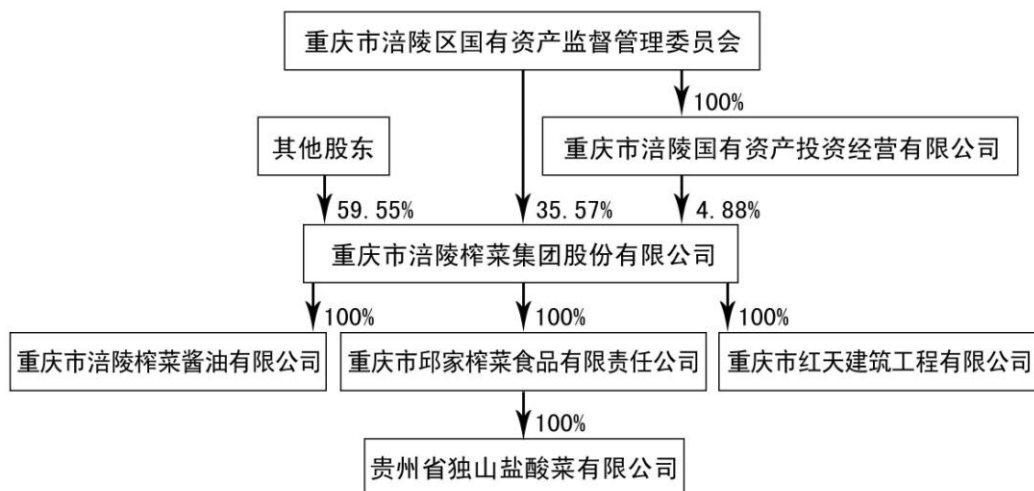 重庆市涪陵区国有资产监督管理委员会
100%
其他股东
重庆市涪陵国有资产投资经营有限公司
59.55%
35.57%
4.88%
重庆市涪陵榨菜集团股份有限公司
100%
100%
100%
重庆市涪陵榨菜酱油有限公司
重庆市邱家榨菜食品有限责任公司
重庆市红天建筑工程有限公司
100%
贵州省独山盐酸菜有限公司